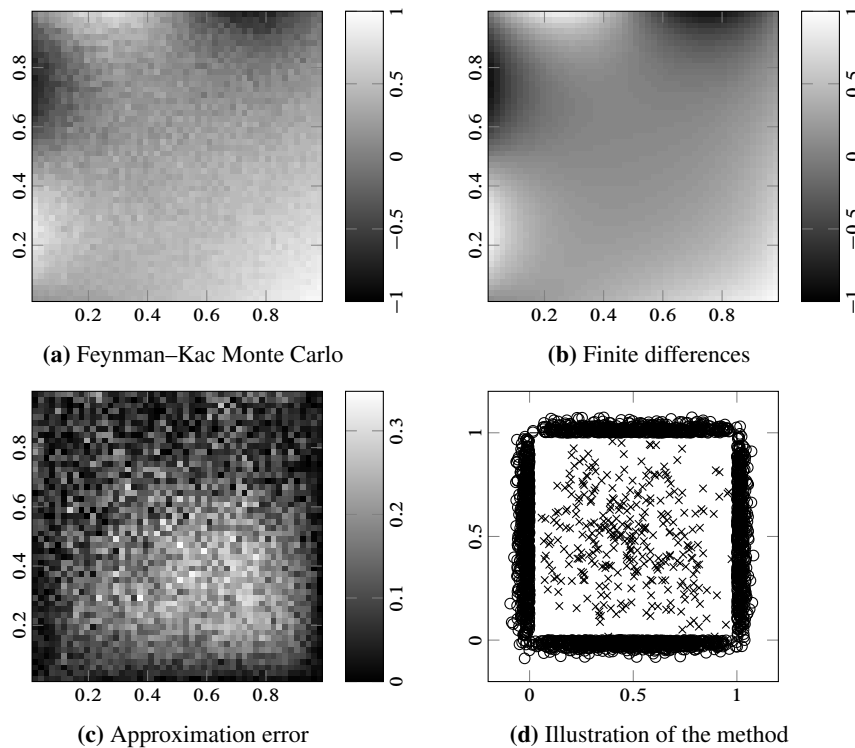 0.2 0.4 0.6 0.8
0.2 0.4 0.6 0.8
−1 −0.5 0 0.5 1
(a) Feynman–Kac Monte Carlo
0.2 0.4 0.6 0.8
0.2 0.4 0.6 0.8
−1 −0.5 0 0.5 1
(b) Finite differences
0.2 0.4 0.6 0.8
0.2 0.4 0.6 0.8
0 0.1 0.2 0.3
(c) Approximation error
0 0.5 1
0 0.5 1
(d) Illustration of the method